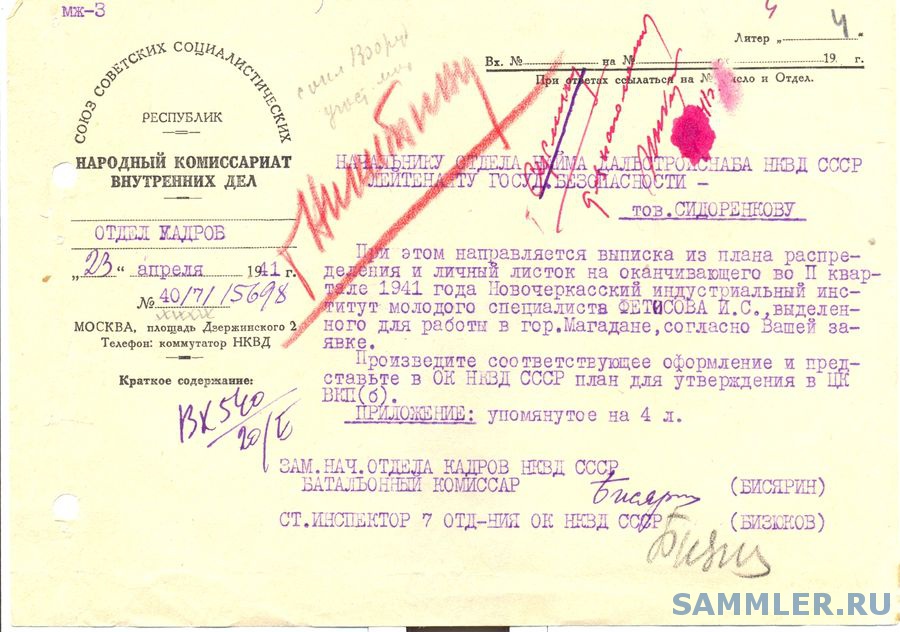 мж-3
4
Литер „ 4 "
Вх. № на № от 19 г.
При ответах ссылаться на №, число и Отдел.
СОЮЗ СОВЕТСКИХ СОЦИАЛИСТИЧЕСКИХ
РЕСПУБЛИК
НАРОДНЫЙ КОМИССАРИАТ
ВНУТРЕННИХ ДЕЛ
ОТДЕЛ КАДРОВ
„23“ апреля 1941 г.
№ 40/7/15698
МОСКВА, площадь Дзержинского 2
Телефон: коммутатор НКВД
Краткое содержание:
ВХ 540
20/V
НАЧАЛЬНИКУ ОТДЕЛА НАЙМА ДАЛЬСТРОЙСНАБА НКВД СССР
ЛЕЙТЕНАНТУ ГОСУД.БЕЗОПАСНОСТИ –
тов.СИДОРЕНКОВУ
При этом направляется выписка из плана распре-
деления и личный листок на оканчивающего во П квар-
тале 1941 года Новочеркасский индустриальный инс-
титут молодого специалиста ФЕТИСОВА И.С.,выделен-
ного для работы в гор.Магадане,согласно Вашей за-
явке.
Произведите соответствующее оформление и пред-
ставьте в ОК НКВД СССР план для утверждения в ЦК
ВКП(б).
ПРИЛОЖЕНИЕ: упомянутое на 4 л.
ЗАМ.НАЧ.ОТДЕЛА КАДРОВ НКВД СССР
БАТАЛЬОННЫЙ КОМИССАР Бисярин (БИСЯРИН)
СТ.ИНСПЕКТОР 7 ОТД-НИЯ ОК НКВД СССР (БИЗЮКОВ)
SAMMLER.RU